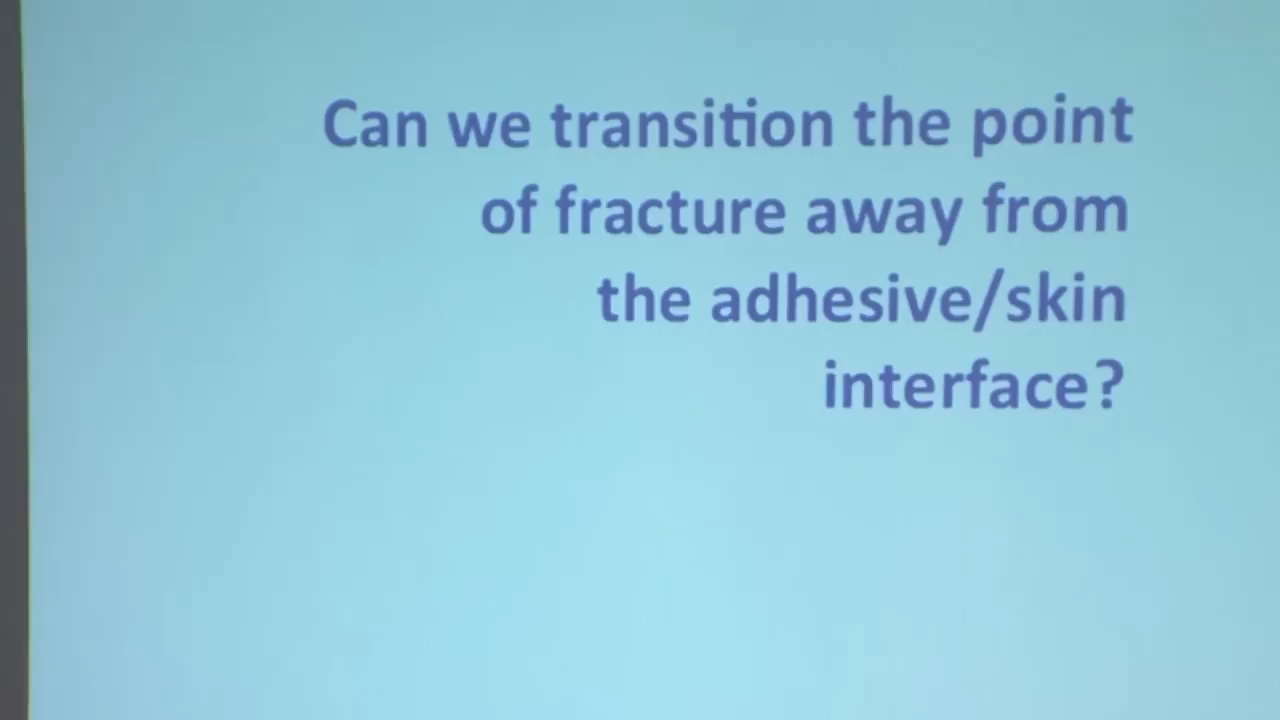 Can we transition the point
of fracture away from
the adhesive/skin
interface?